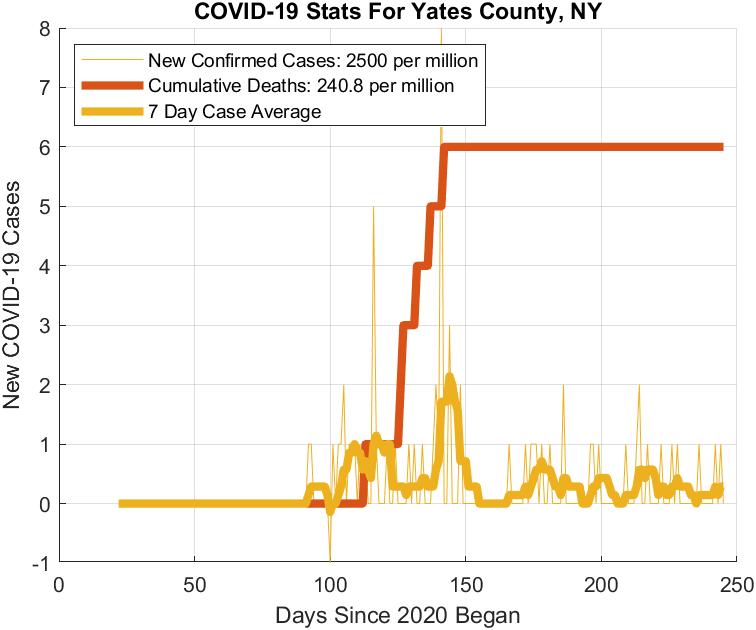 COVID-19 Stats For Yates County, NY
New Confirmed Cases: 2500 per million
Cumulative Deaths: 240.8 per million
7 Day Case Average
New COVID-19 Cases
8
7
6
5
4
3
2
1
0
-1
0 50 100 150 200 250
Days Since 2020 Began